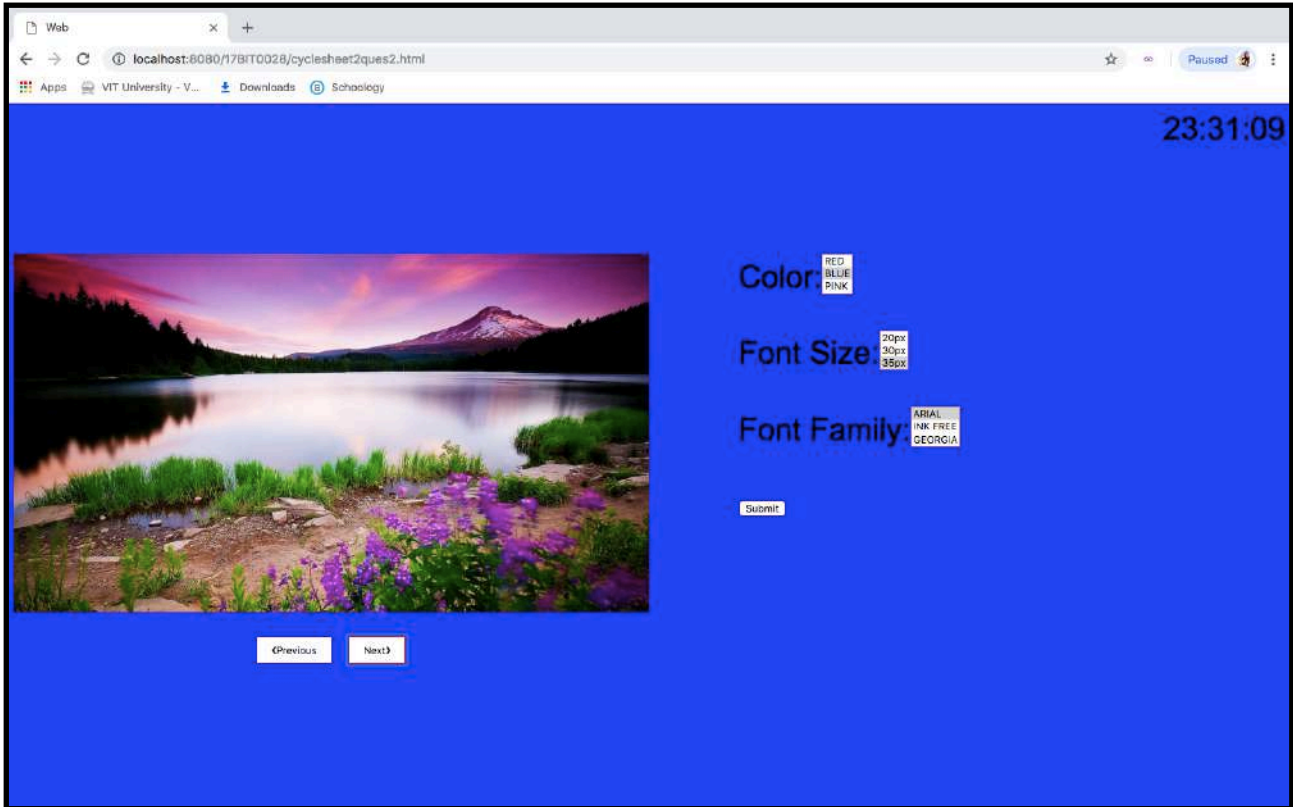 Web
localhost:8080/17BIT0028/cyclesheet2ques2.html
Paused
Apps VIT University - V... Downloads Schoology
23:31:09
Color:
RED
BLUE
PINK
Font Size:
20px
30px
35px
Font Family:
ARIAL
INK FREE
GEORGIA
Submit
❮Previous Next❯